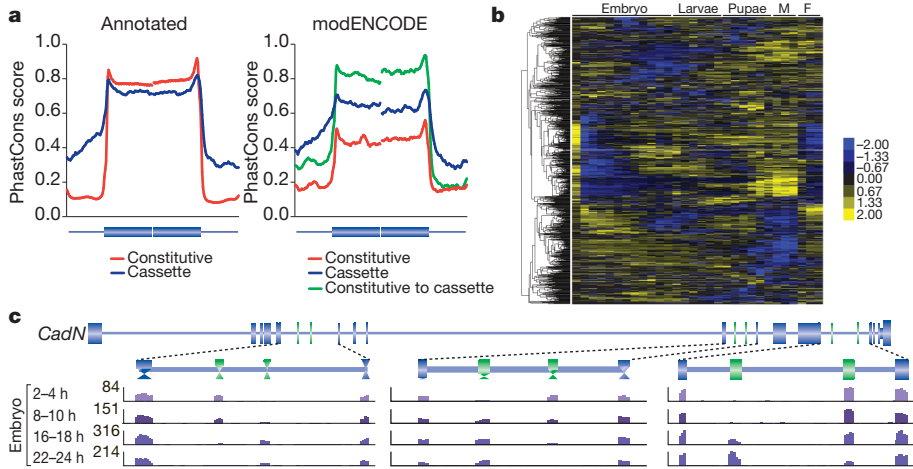 a
Annotated
modENCODE
PhastCons score
1.0
0.8
0.6
0.4
0.2
0.0
PhastCons score
1.0
0.8
0.6
0.4
0.2
0.0
Constitutive
Cassette
Constitutive
Cassette
Constitutive to cassette
b
Embryo Larvae Pupae M F
−2.00
−1.33
−0.67
0.00
0.67
1.33
2.00
c
CadN
Embryo
2–4 h 84
8–10 h 151
16–18 h 316
22–24 h 214